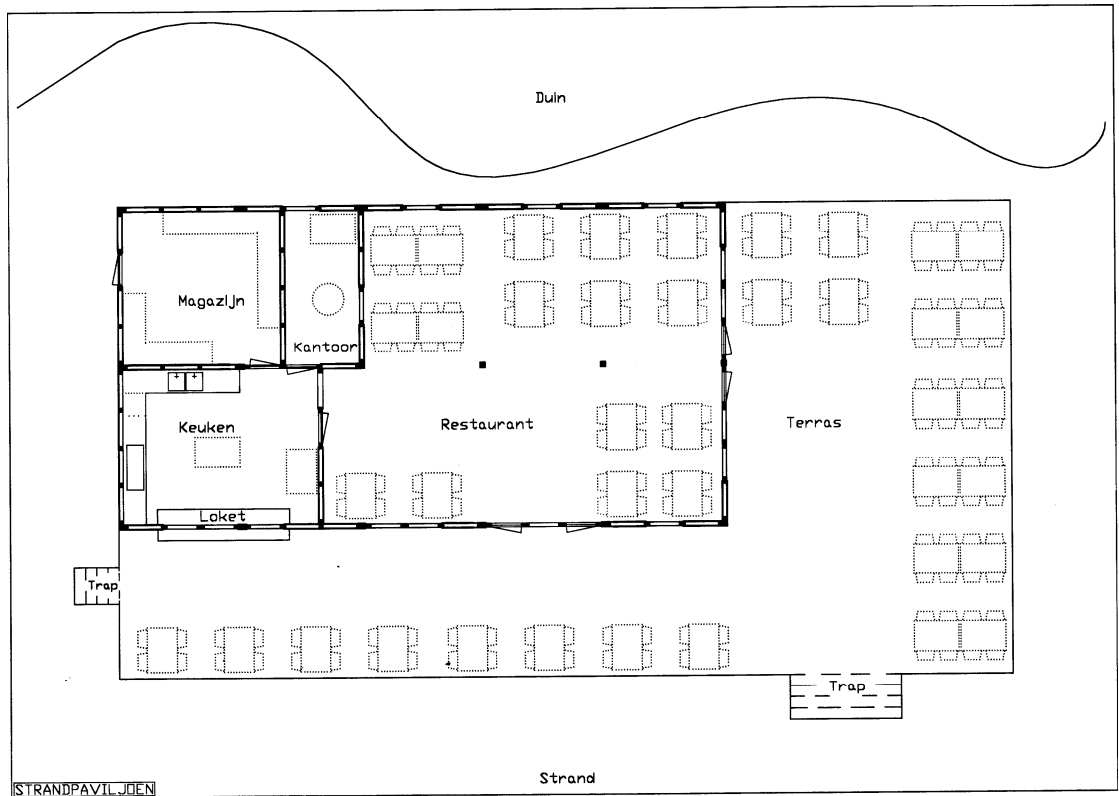 Duin
Magazijn
Kantoor
Keuken
Restaurant
Terras
Loket
Trap
Trap
Strand
STRANDPAVILJOEN